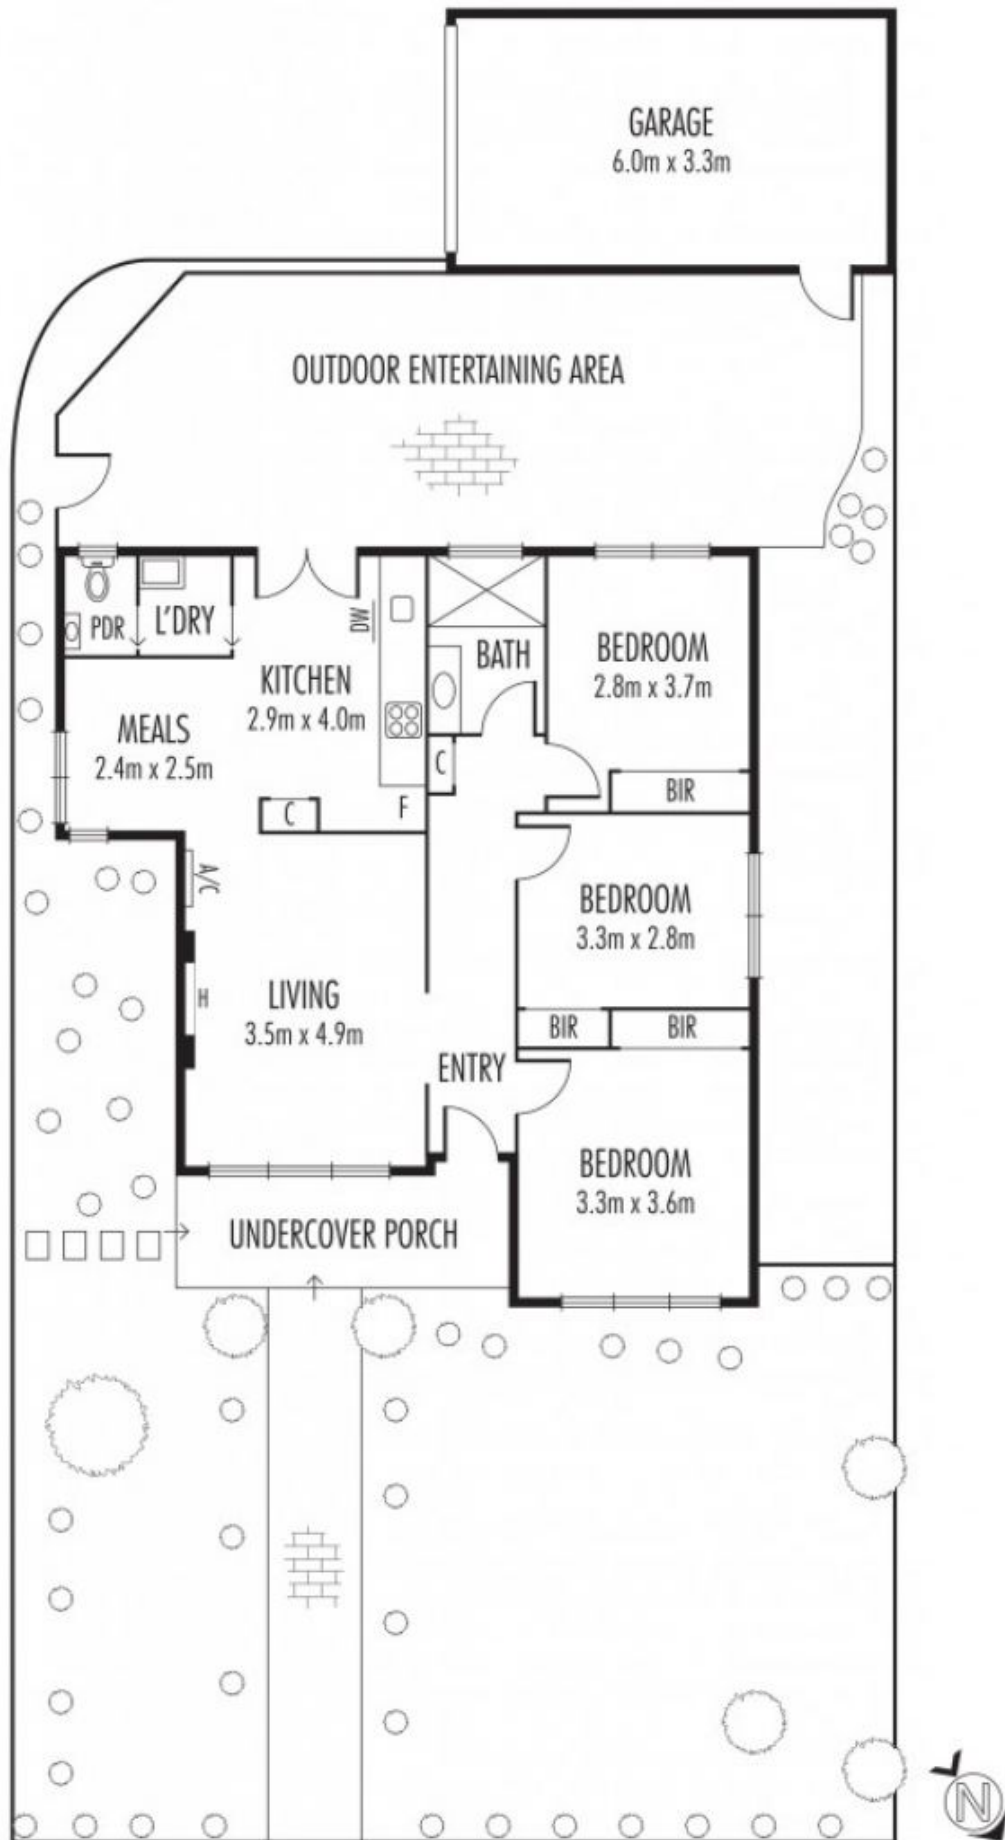 GARAGE
6.0m x 3.3m
OUTDOOR ENTERTAINING AREA
PDR
L'DRY
DW
BATH
BEDROOM
2.8m x 3.7m
KITCHEN
2.9m x 4.0m
MEALS
2.4m x 2.5m
C
BIR
C
F
A/C
BEDROOM
3.3m x 2.8m
H
LIVING
3.5m x 4.9m
BIR
BIR
ENTRY
BEDROOM
3.3m x 3.6m
UNDERCOVER PORCH
N